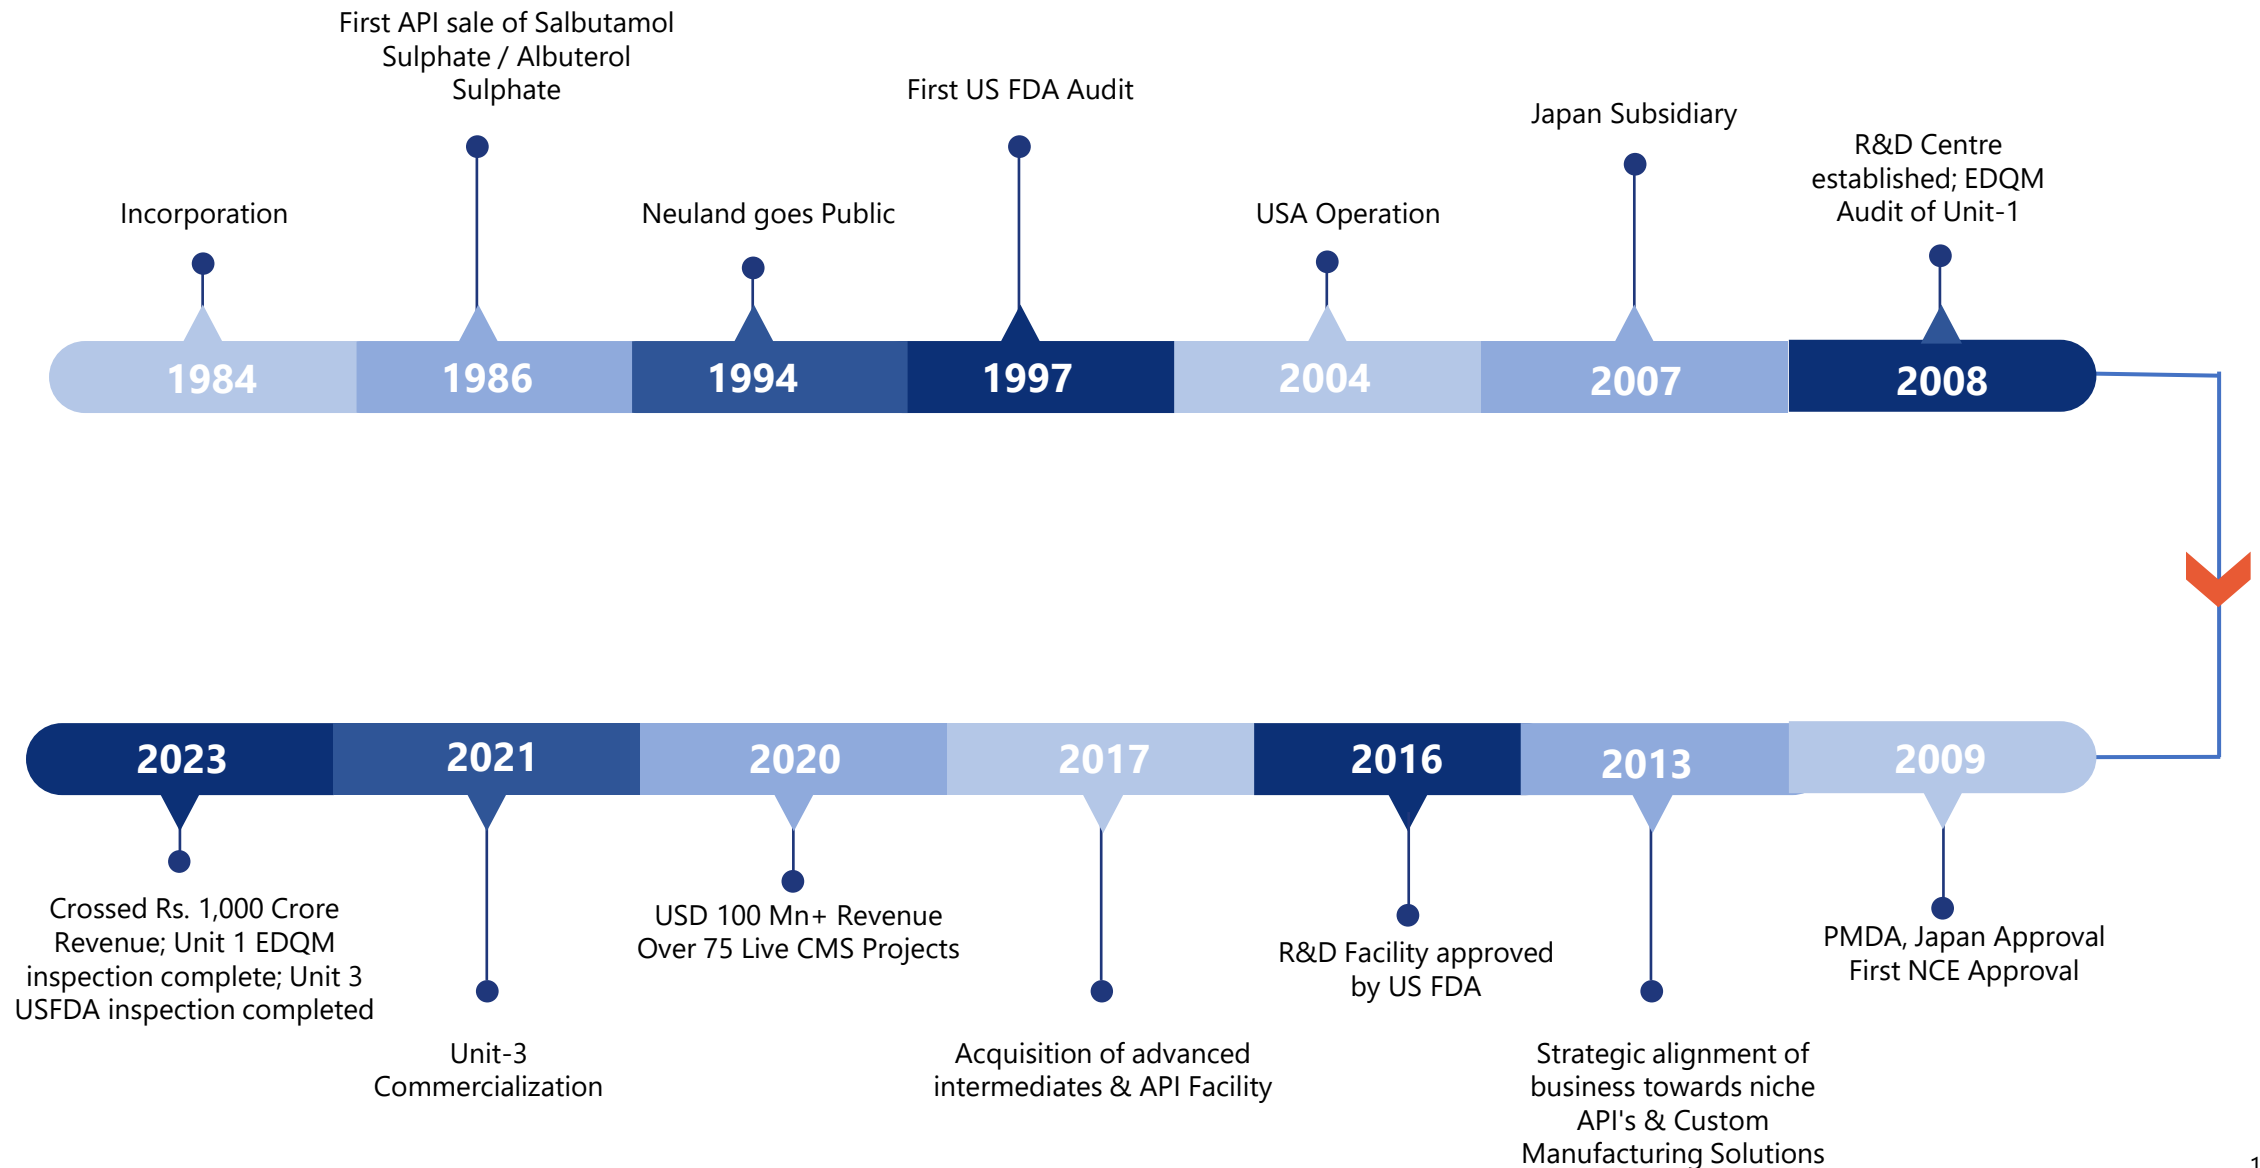 First API sale of Salbutamol
Sulphate / Albuterol
Sulphate
First US FDA Audit
Japan Subsidiary
R&D Centre
established; EDQM
Audit of Unit-1
Incorporation
Neuland goes Public
USA Operation
1984
1986
1994
1997
2004
2007
2008
2023
2021
2020
2017
2016
2013
2009
Crossed Rs. 1,000 Crore
Revenue; Unit 1 EDQM
inspection complete; Unit 3
USFDA inspection completed
Unit-3
Commercialization
USD 100 Mn+ Revenue
Over 75 Live CMS Projects
Acquisition of advanced
intermediates & API Facility
R&D Facility approved
by US FDA
Strategic alignment of
business towards niche
API's & Custom
Manufacturing Solutions
PMDA, Japan Approval
First NCE Approval